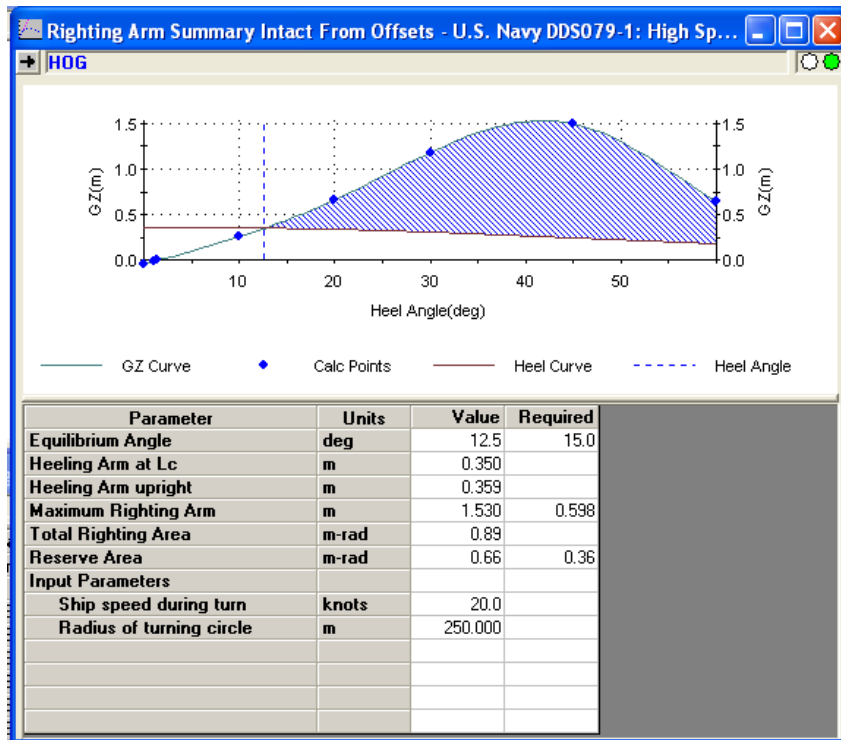 Righting Arm Summary Intact From Offsets - U.S. Navy DDS079-1: High Sp...
HOG
1.5 1.5
1.0 1.0
0.5 0.5
0.0 0.0
GZ(m) GZ(m)
10 20 30 40 50
Heel Angle(deg)
GZ Curve Calc Points Heel Curve Heel Angle
Parameter Units Value Required
Equilibrium Angle deg 12.5 15.0
Heeling Arm at Lc m 0.350
Heeling Arm upright m 0.359
Maximum Righting Arm m 1.530 0.598
Total Righting Area m-rad 0.89
Reserve Area m-rad 0.66 0.36
Input Parameters
Ship speed during turn knots 20.0
Radius of turning circle m 250.000